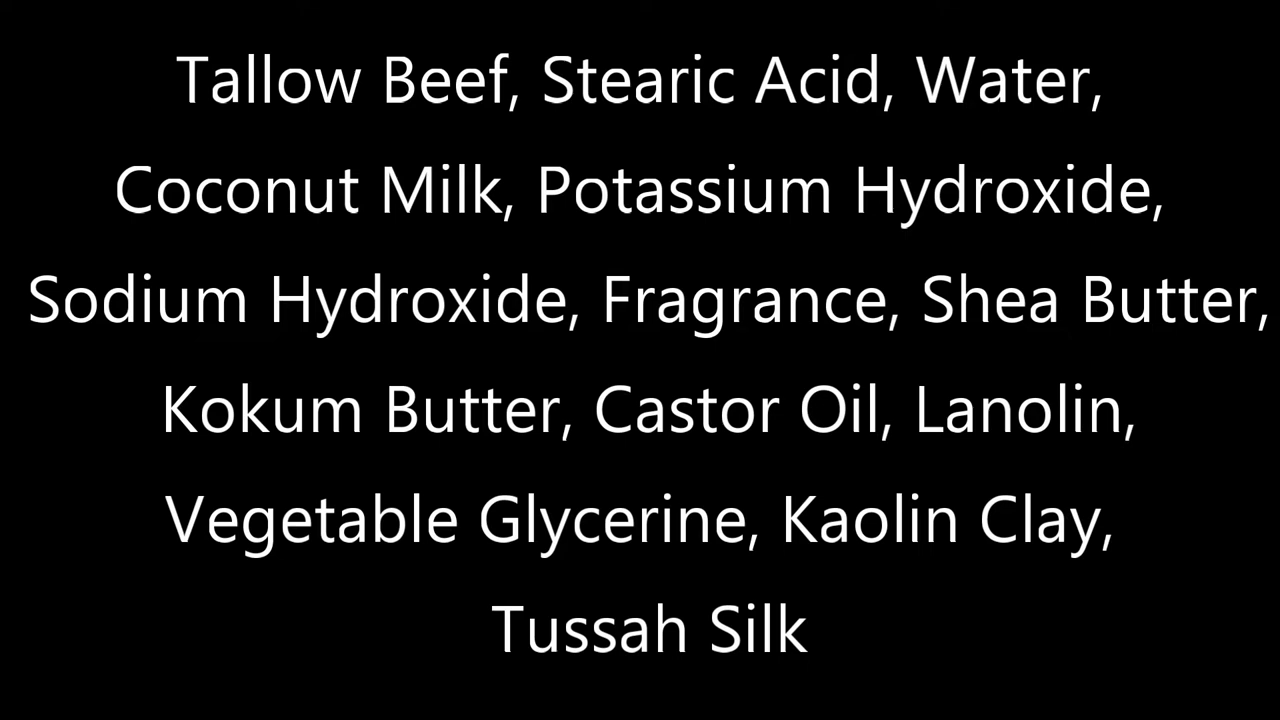 Tallow Beef, Stearic Acid, Water,
Coconut Milk, Potassium Hydroxide,
Sodium Hydroxide, Fragrance, Shea Butter,
Kokum Butter, Castor Oil, Lanolin,
Vegetable Glycerine, Kaolin Clay,
Tussah Silk